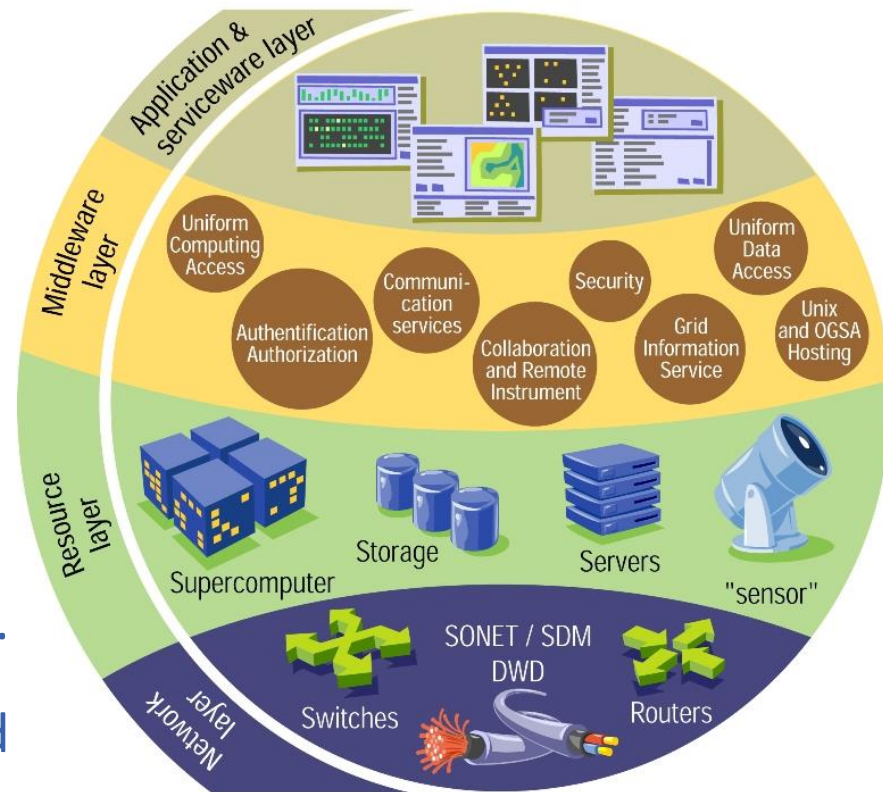 Application &
serviceware layer
Middleware
layer
Uniform
Computing
Access
Authentification
Authorization
Communi-
cation
services
Collaboration
and Remote
Instrument
Security
Grid
Information
Service
Uniform
Data
Access
Unix
and OGSA
Hosting
Resource
layer
Supercomputer
Storage
Servers
"sensor"
Network
layer
Switches
SONET / SDM
DWD
Routers
.
d